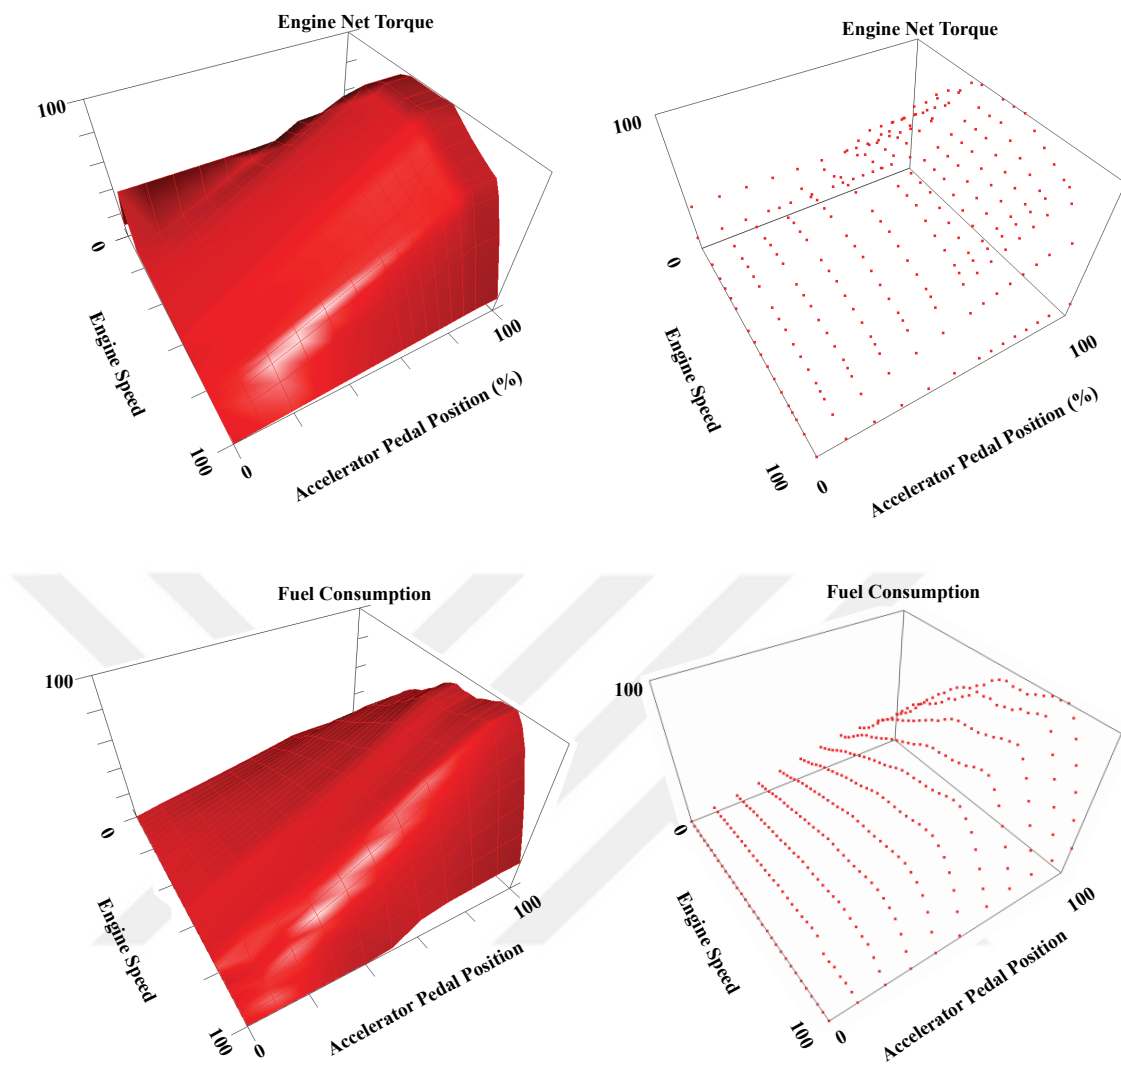 Engine Net Torque
100
0
Engine Speed
100
0
Accelerator Pedal Position (%)
100
Engine Net Torque
100
0
Engine Speed
100
0
Accelerator Pedal Position (%)
100
Fuel Consumption
100
0
Engine Speed
100
0
Accelerator Pedal Position
100
Fuel Consumption
100
0
Engine Speed
100
0
Accelerator Pedal Position
100